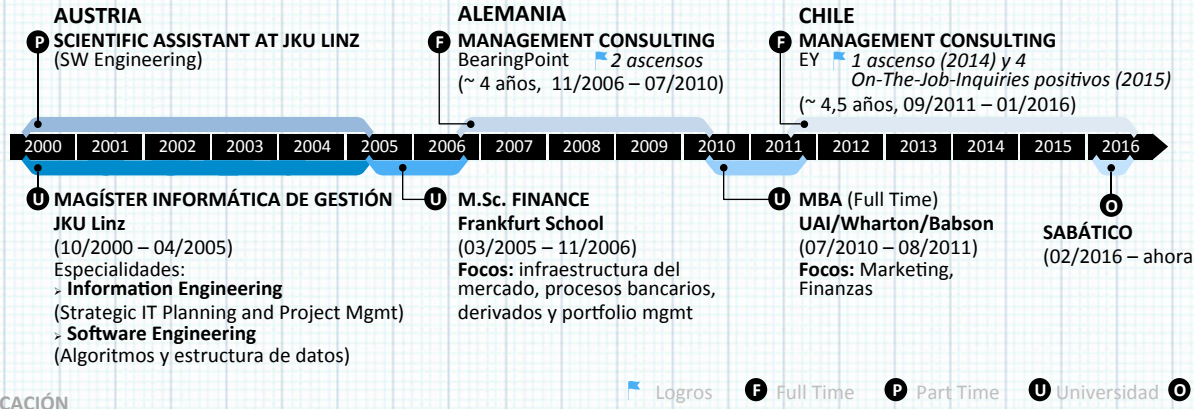 AUSTRIA
P SCIENTIFIC ASSISTANT AT JKU LINZ
(SW Engineering)
ALEMANIA
F MANAGEMENT CONSULTING
BearingPoint 2 ascensos
(~ 4 años, 11/2006 – 07/2010)
CHILE
F MANAGEMENT CONSULTING
EY 1 ascenso (2014) y 4
On-The-Job-Inquiries positivos (2015)
(~ 4,5 años, 09/2011 – 01/2016)
2000 2001 2002 2003 2004 2005 2006 2007 2008 2009 2010 2011 2012 2013 2014 2015 2016
U MAGÍSTER INFORMÁTICA DE GESTIÓN
JKU Linz
(10/2000 – 04/2005)
Especialidades:
> Information Engineering
(Strategic IT Planning and Project Mgmt)
> Software Engineering
(Algoritmos y estructura de datos)
U M.Sc. FINANCE
Frankfurt School
(03/2005 – 11/2006)
Focos: infraestructura del
mercado, procesos bancarios,
derivados y portfolio mgmt
U MBA (Full Time)
UAI/Wharton/Babson
(07/2010 – 08/2011)
Focos: Marketing,
Finanzas
O
SABÁTICO
(02/2016 – ahora
Logros F Full Time P Part Time U Universidad O
CACIÓN